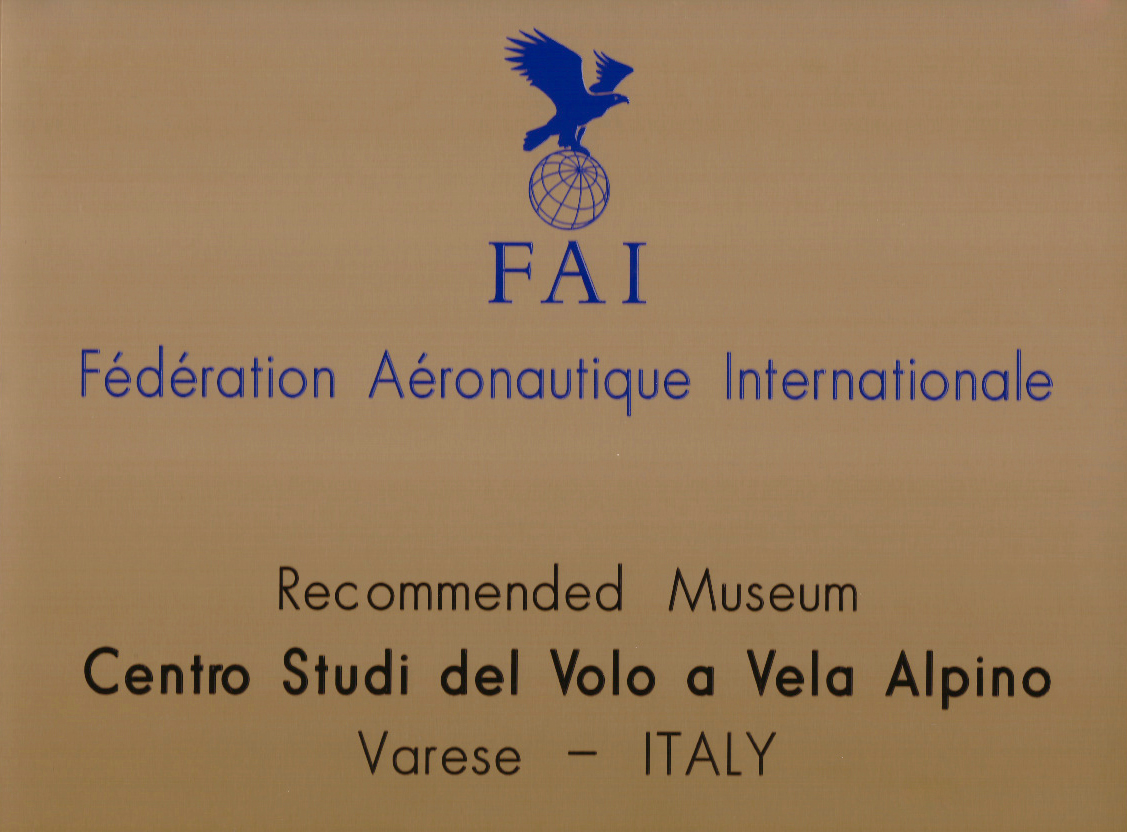 FAI
Fédération Aéronautique Internationale
Recommended Museum
Centro Studi del Volo a Vela Alpino
Varese – ITALY